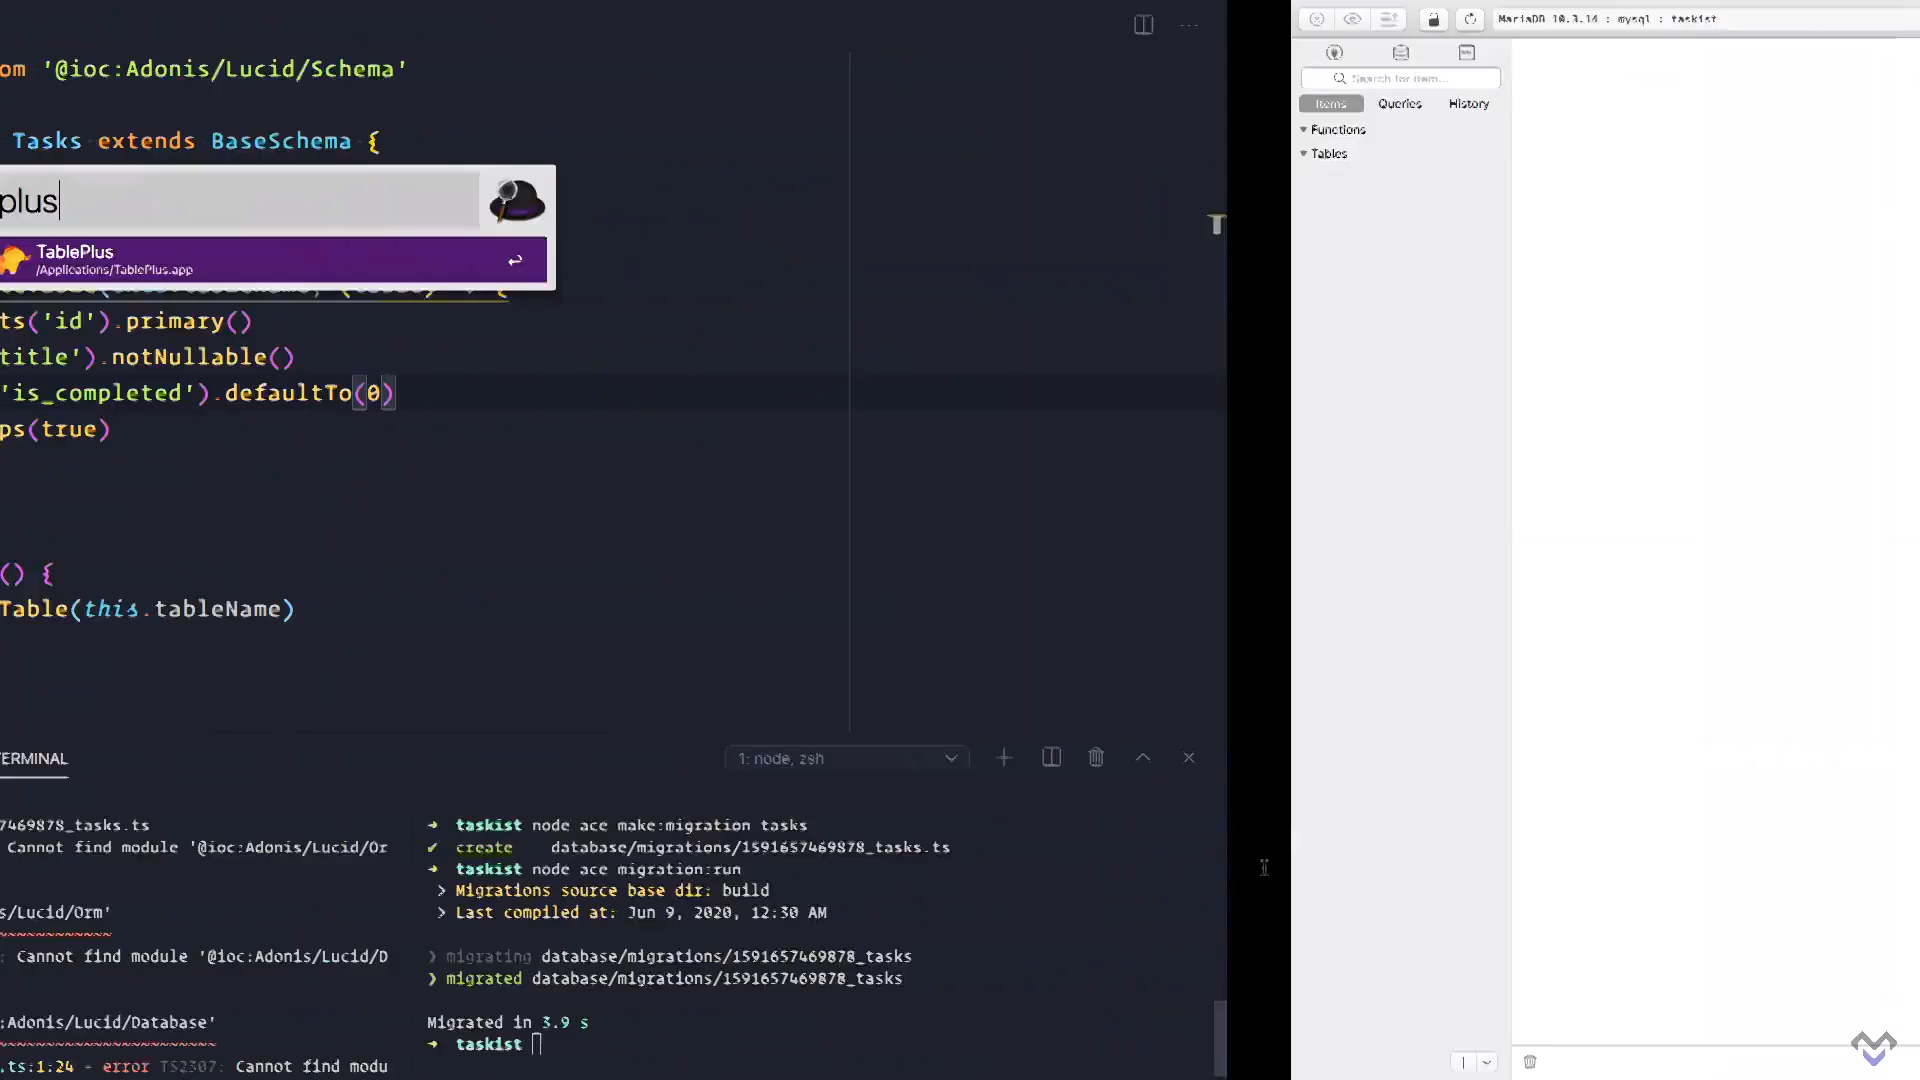 om '@ioc:Adonis/Lucid/Schema'
Tasks extends BaseSchema {
plus
TablePlus
/Applications/TablePlus.app
ts('id').primary()
title').notNullable()
'is_completed').defaultTo(0)
ps(true)
() {
Table(this.tableName)
TERMINAL
1: node, zsh
7469878_tasks.ts
Cannot find module '@ioc:Adonis/Lucid/Or
s/Lucid/Orm'
: Cannot find module '@ioc:Adonis/Lucid/D
:Adonis/Lucid/Database'
.ts:1:24 - error TS2307: Cannot find modu
➜ taskist node ace make:migration tasks
✔ create database/migrations/1591657469878_tasks.ts
➜ taskist node ace migration:run
> Migrations source base dir: build
> Last compiled at: Jun 9, 2020, 12:30 AM
❯ migrating database/migrations/1591657469878_tasks
❯ migrated database/migrations/1591657469878_tasks
Migrated in 3.9 s
➜ taskist
MariaDB 10.3.14 : mysql : taskist
Search for item...
Items Queries History
Functions
Tables